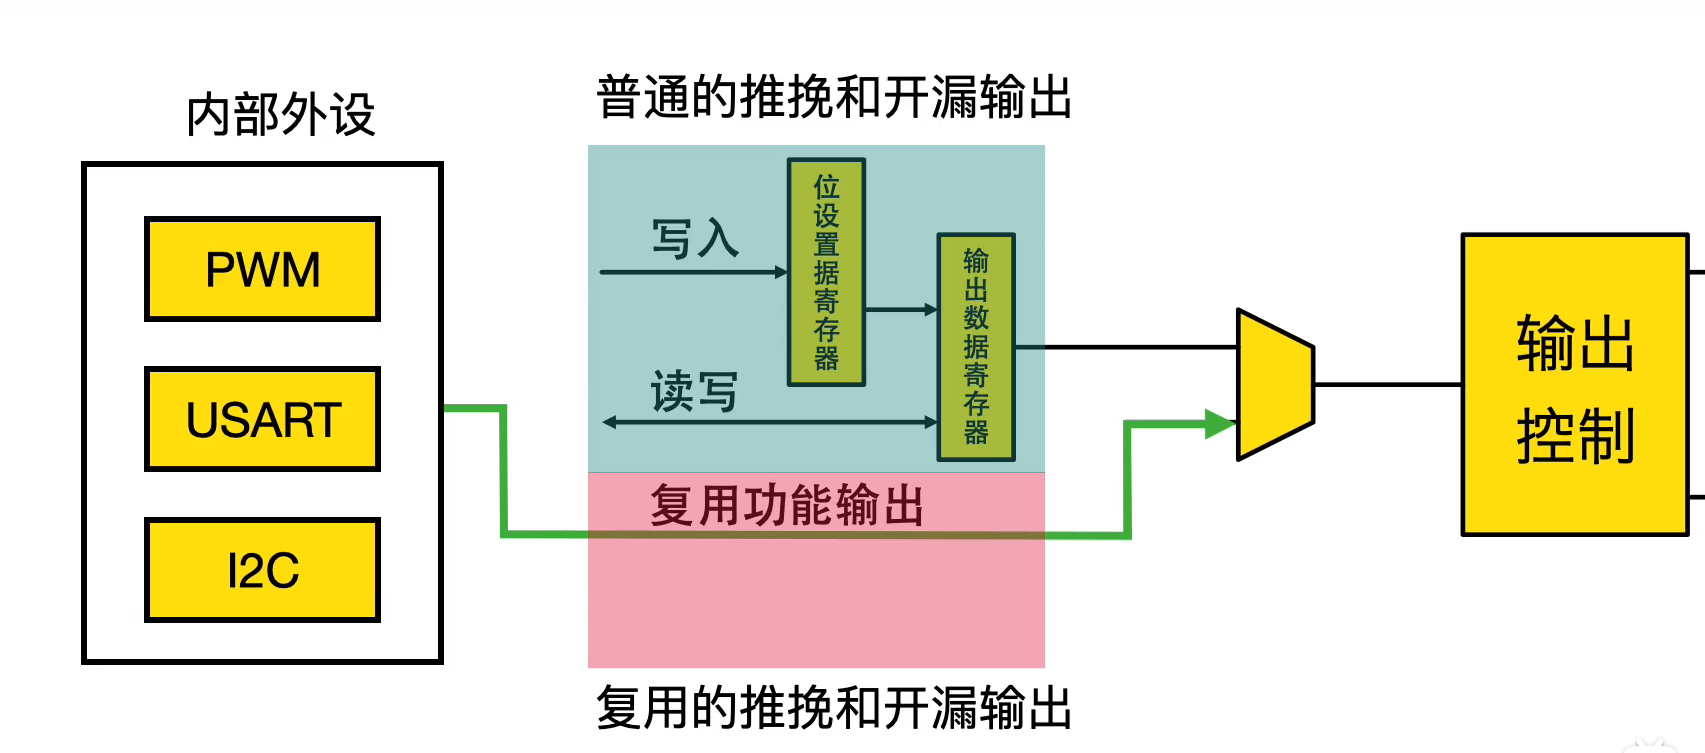 普通的推挽和开漏输出
内部外设
PWM
USART
I2C
写入
读写
位设置据寄存器
输出数据寄存器
复用功能输出
复用的推挽和开漏输出
输出
控制